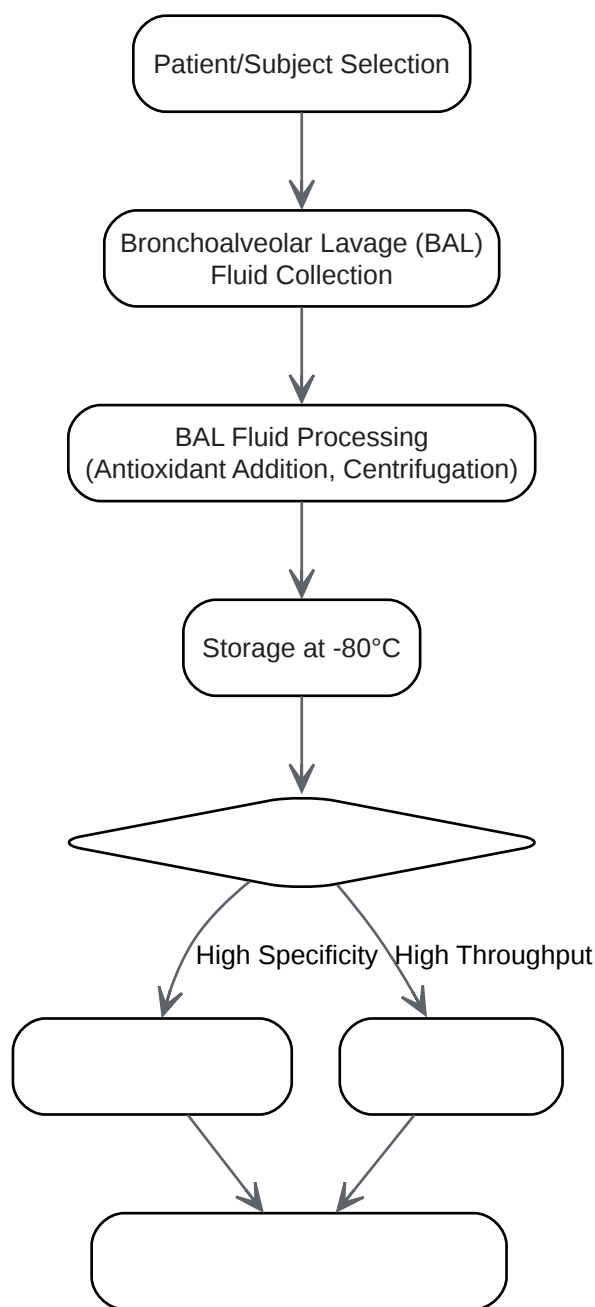 Patient/Subject Selection
Bronchoalveolar Lavage (BAL)
Fluid Collection
BAL Fluid Processing
(Antioxidant Addition, Centrifugation)
Storage at -80°C
High Specificity
High Throughput